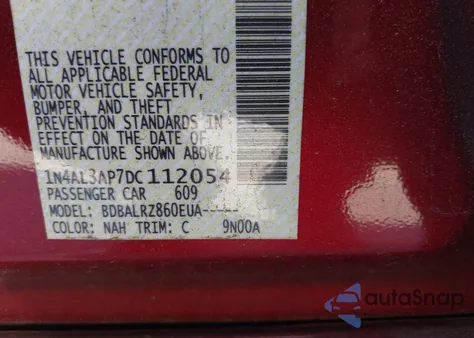 THIS VEHICLE CONFORMS TO
ALL APPLICABLE FEDERAL
MOTOR VEHICLE SAFETY,
BUMPER, AND THEFT
PREVENTION STANDARDS IN
EFFECT ON THE DATE OF
MANUFACTURE SHOWN ABOVE.
1N4AL3AP7DC112054
PASSENGER CAR 609
MODEL: BDBALRZ860EUA-----
COLOR: NAH TRIM: C 9N00A
autoSnap